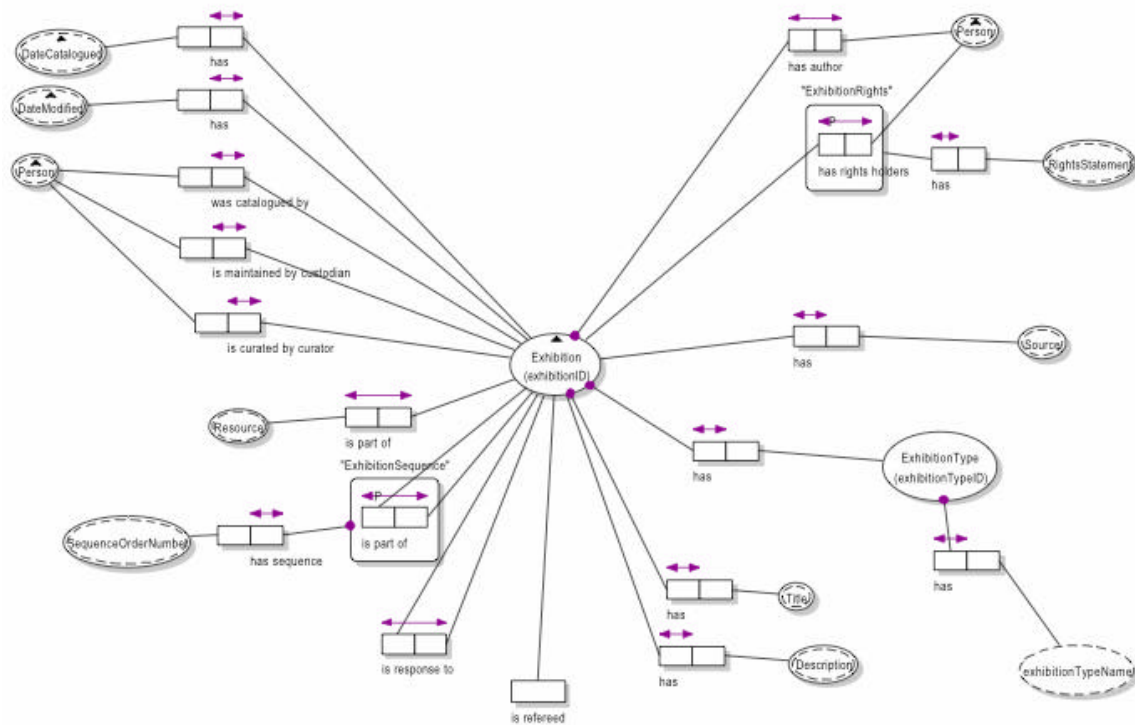 DateCatalogued
has
DateModified
has
Person
was catalogued by
is maintained by custodian
is curated by curator
Resource
is part of
"ExhibitionSequence"
P
is part of
SequenceOrderNumber
has sequence
is response to
is refereed
Exhibition
(exhibitionID)
Person
has author
"ExhibitionRights"
P
has rights holders
has
RightsStatement
has
Source
has
ExhibitionType
(exhibitionTypeID)
has
exhibitionTypeName
has
Title
has
Description